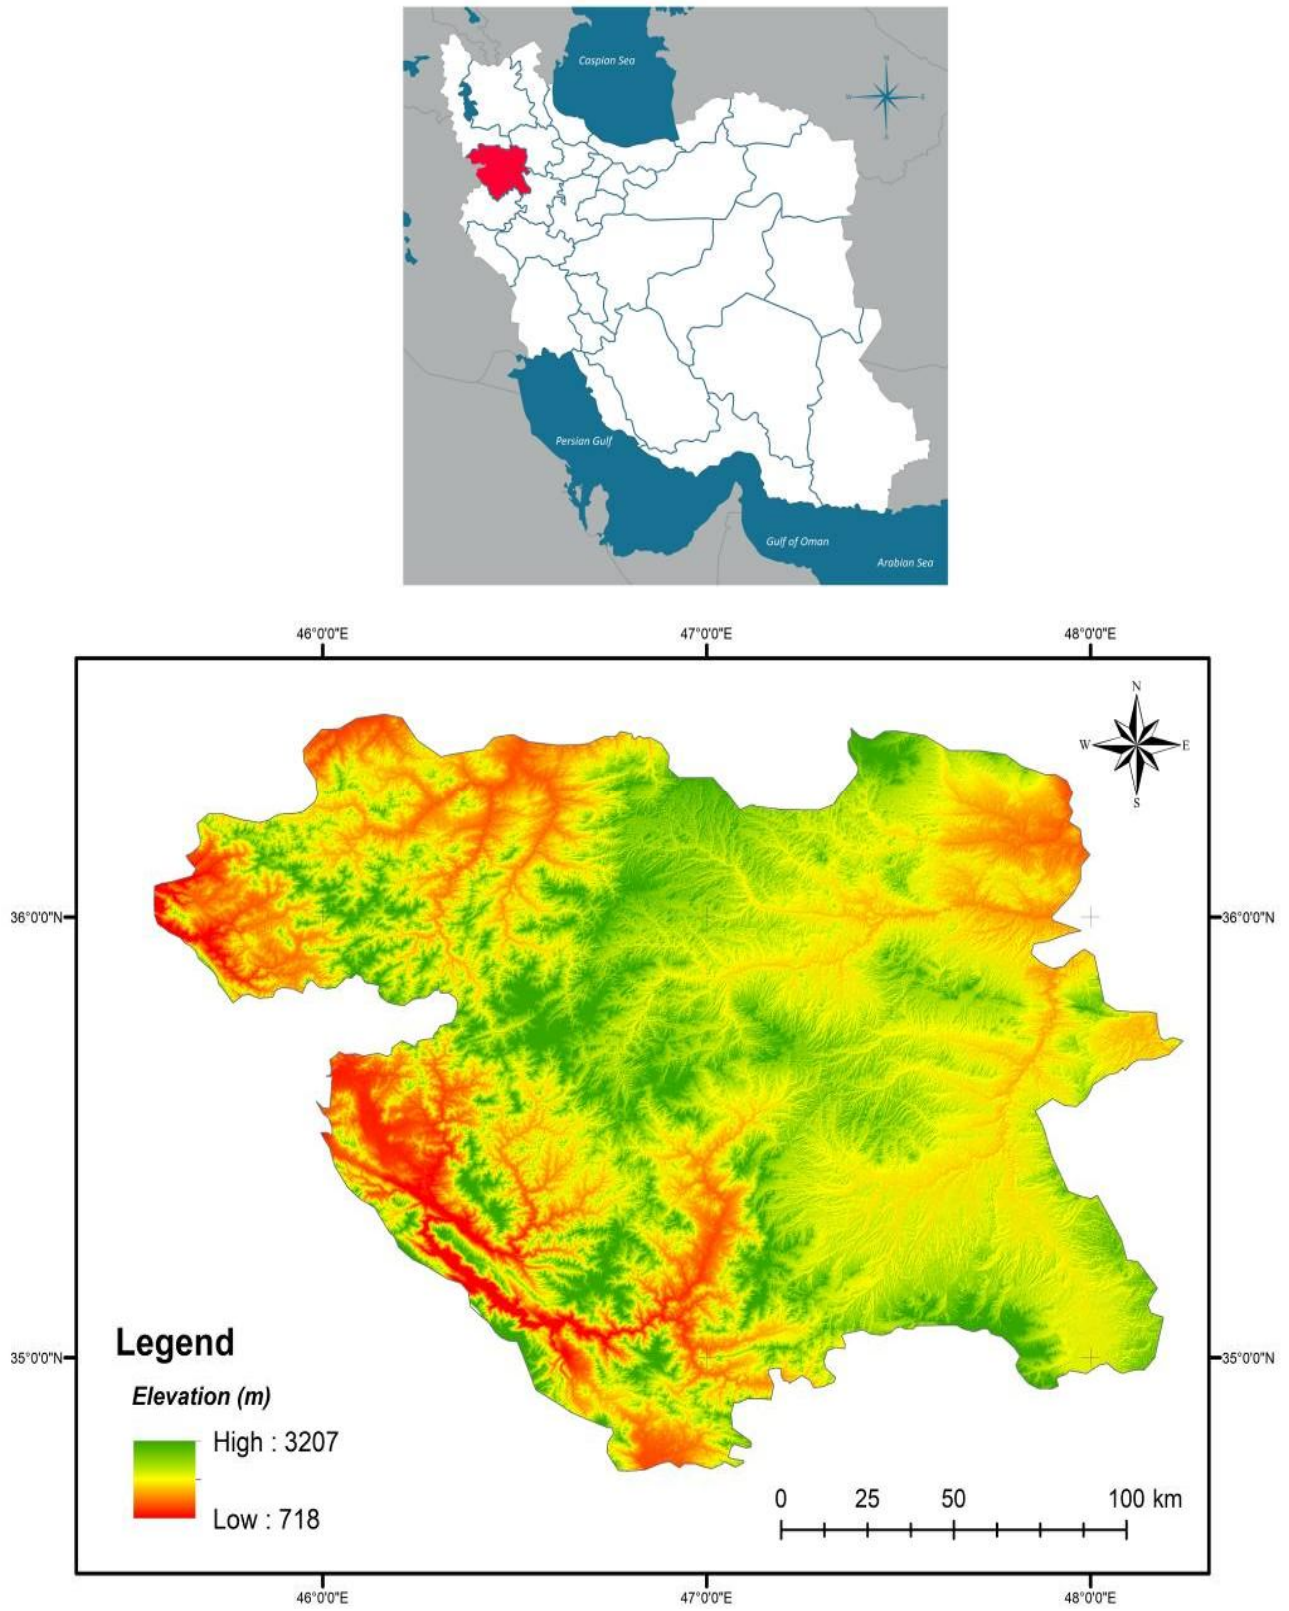 Caspian Sea
Persian Gulf
Gulf of Oman
Arabian Sea
46°0'0"E 47°0'0"E 48°0'0"E
N
W E
S
36°0'0"N 36°0'0"N
35°0'0"N 35°0'0"N
Legend
Elevation (m)
High : 3207
Low : 718
0 25 50 100 km
46°0'0"E 47°0'0"E 48°0'0"E